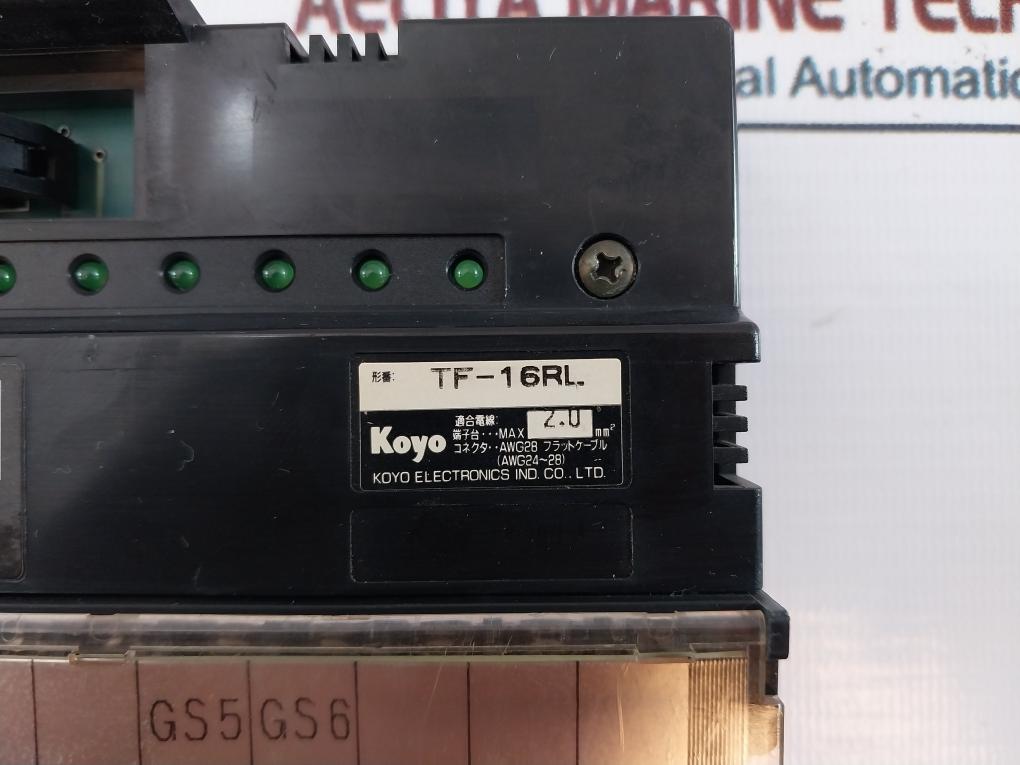 AEUIA MARINE TECH
al Automatio
形番: TF-16RL
適合電線:
Koyo 端子台···MAX 2.0 mm²
コネクタ··AWG28 フラットケーブル
(AWG24~28)
KOYO ELECTRONICS IND. CO., LTD.
GS5 GS6